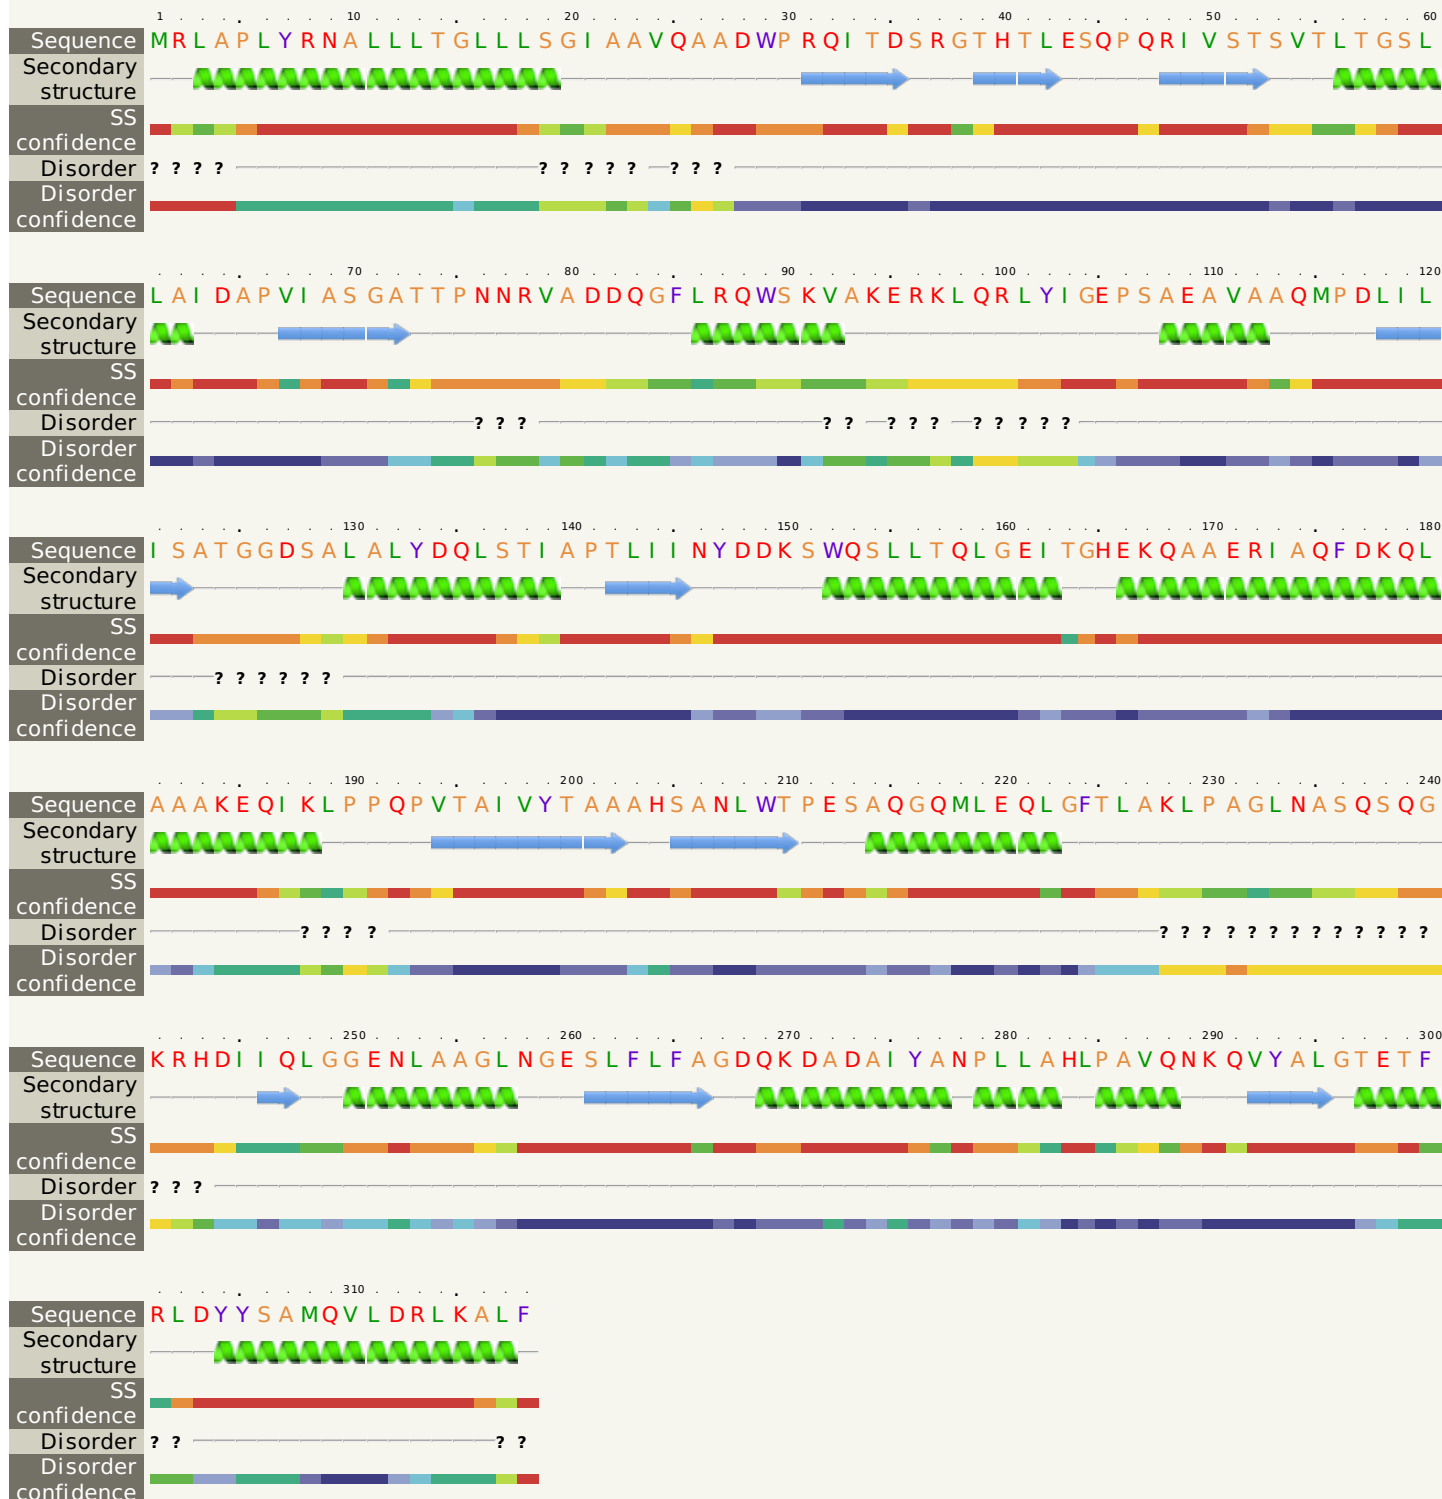 1 10 20 30 40 50 60
Sequence MRLAPLYRNALLLTGLLLSGIAAVQAADWPRQITDSRGTHTLESQPQRIVSTSVTLTGSL
Secondary
structure
SS
confidence
Disorder ? ? ? ? ? ? ? ? ? ? ? ?
Disorder
confidence
70 80 90 100 110 120
Sequence LAIDAPVIASGATTPNNRVADDQGFLRQWSKVAKERKLQRLYIGEPSAEAVAAQMPDLIL
Secondary
structure
SS
confidence
Disorder ? ? ? ? ? ? ? ? ? ? ? ? ?
Disorder
confidence
130 140 150 160 170 180
Sequence ISATGGDSALALYDQLSTIAPTLIINYDDKSWQSLLTQLGEITGHEKQAAERIAQFDKQL
Secondary
structure
SS
confidence
Disorder ? ? ? ? ? ?
Disorder
confidence
190 200 210 220 230 240
Sequence AAAKEQIKLPPQPVTAIVYTAAAHSANLWTPESAQGQMLEQLGFTLAKLPAGLNASQSQG
Secondary
structure
SS
confidence
Disorder ? ? ? ? ? ? ? ? ? ? ? ? ? ? ? ? ?
Disorder
confidence
250 260 270 280 290 300
Sequence KRHDIIQLGGENLAAGLNGESLFLFAGDQKDADAIYANPLLAHLPAVQNKQVYALGTETF
Secondary
structure
SS
confidence
Disorder ? ? ?
Disorder
confidence
310
Sequence RLDYYSAMQVLDRLKALF
Secondary
structure
SS
confidence
Disorder ? ? ? ?
Disorder
confidence